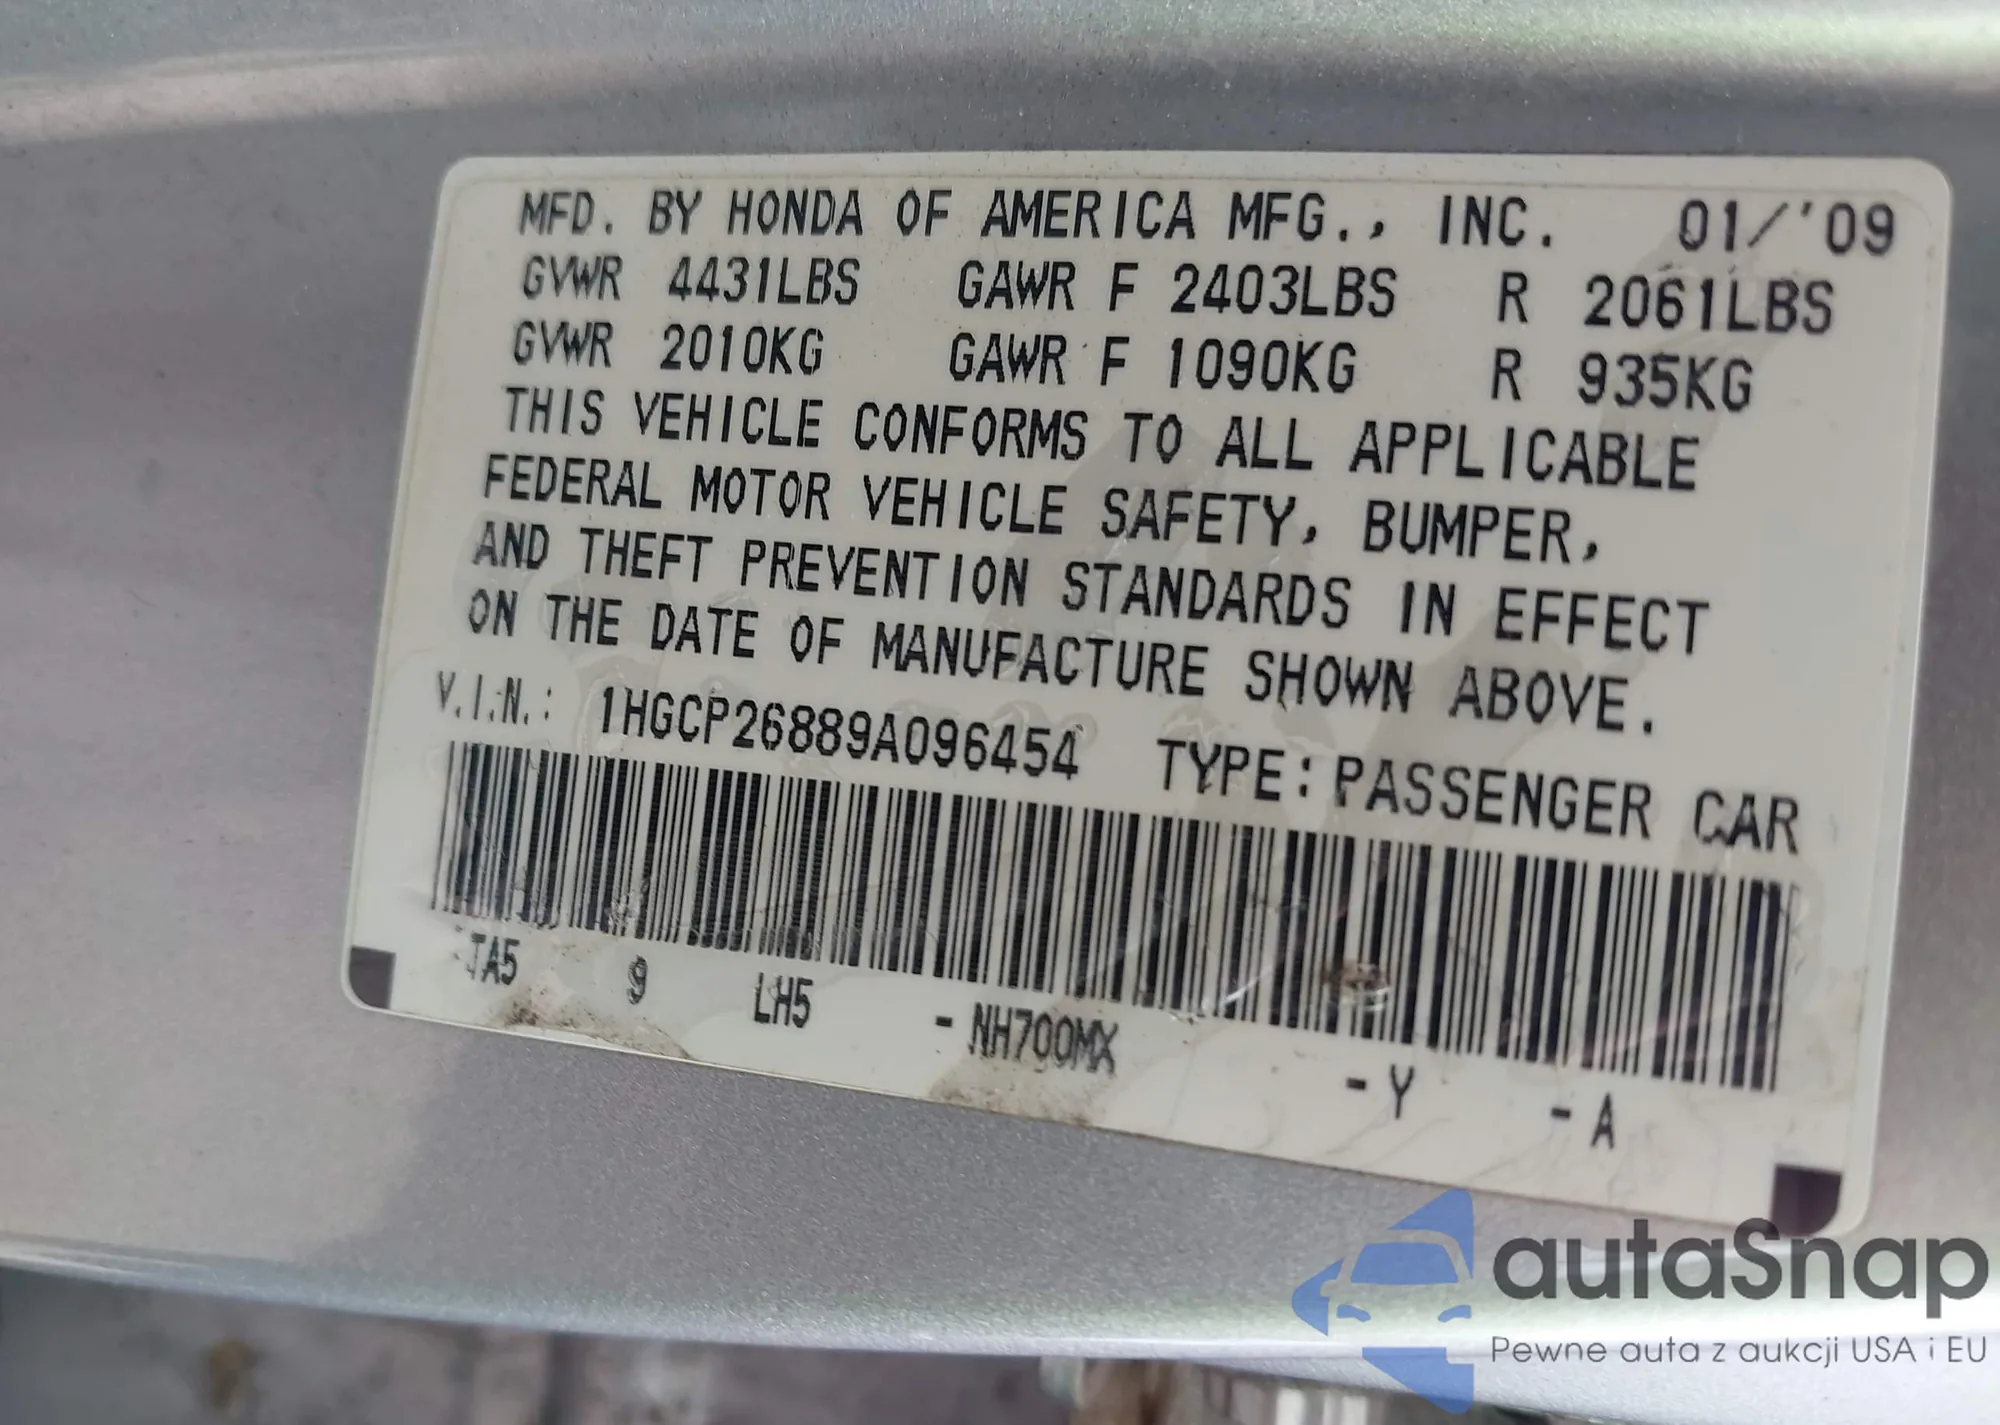 MFD. BY HONDA OF AMERICA MFG., INC. 01/'09
GVWR 4431LBS GAWR F 2403LBS R 2061LBS
GVWR 2010KG GAWR F 1090KG R 935KG
THIS VEHICLE CONFORMS TO ALL APPLICABLE
FEDERAL MOTOR VEHICLE SAFETY, BUMPER,
AND THEFT PREVENTION STANDARDS IN EFFECT
ON THE DATE OF MANUFACTURE SHOWN ABOVE.
V.I.N.: 1HGCP26889A096454 TYPE: PASSENGER CAR
TA5 9 LH5 - NH700MX - Y - A
autaSnap
Pewne auta z aukcji USA i EU